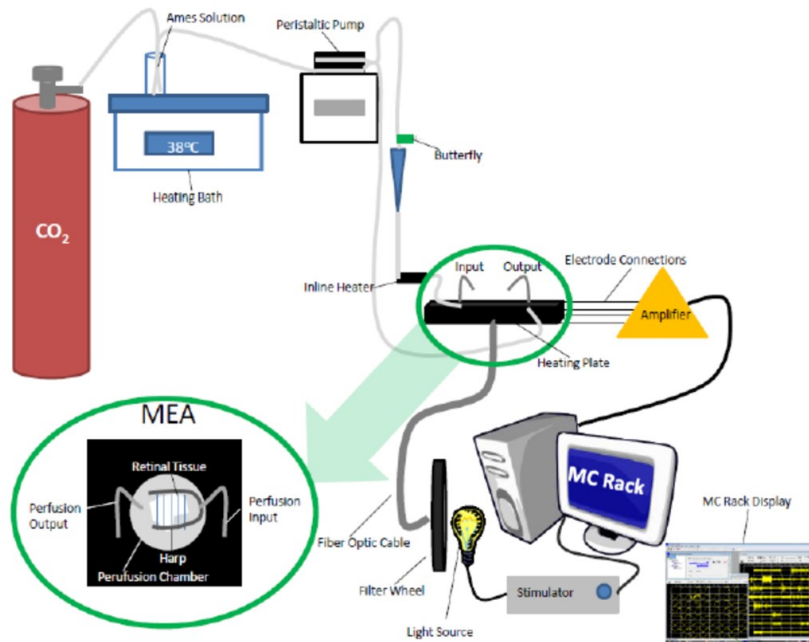 Ames Solution
Peristaltic Pump
38°C
Butterfly
Heating Bath
CO2
Input
Output
Electrode Connections
Inline Heater
Amplifier
Heating Plate
MEA
Retinal Tissue
MC Rack
MC Rack Display
Perfusion
Output
Perfusion
Input
Fiber Optic Cable
Harp
Perufusion Chamber
Filter Wheel
Stimulator
Light Source